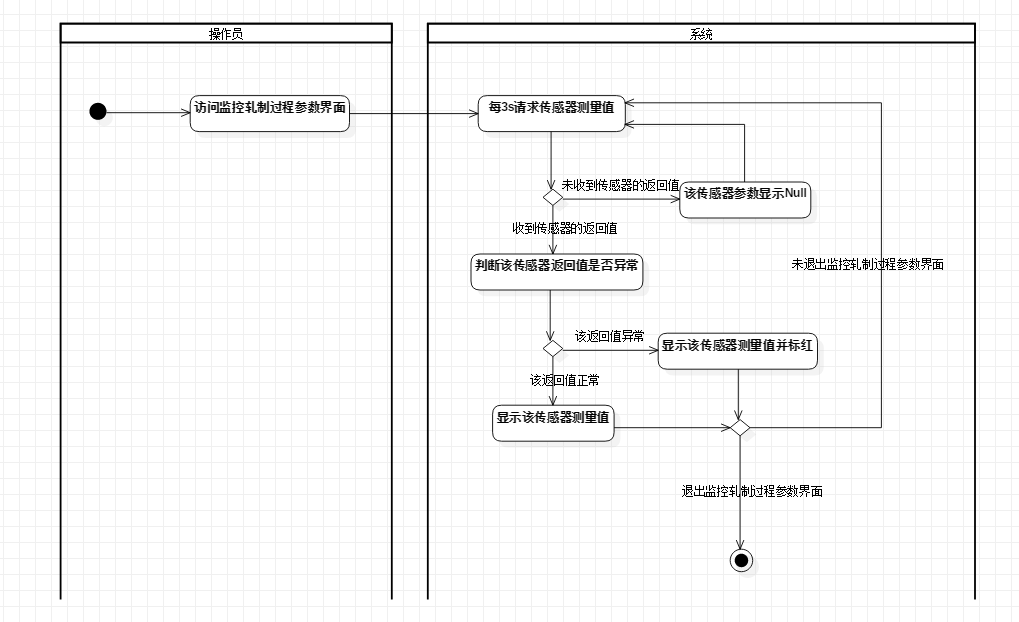 操作员
系统
访问监控轧制过程参数界面
每3s请求传感器测量值
未收到传感器的返回值
该传感器参数显示Null
收到传感器的返回值
判断该传感器返回值是否异常
未退出监控轧制过程参数界面
该返回值异常
显示该传感器测量值并标红
该返回值正常
显示该传感器测量值
退出监控轧制过程参数界面